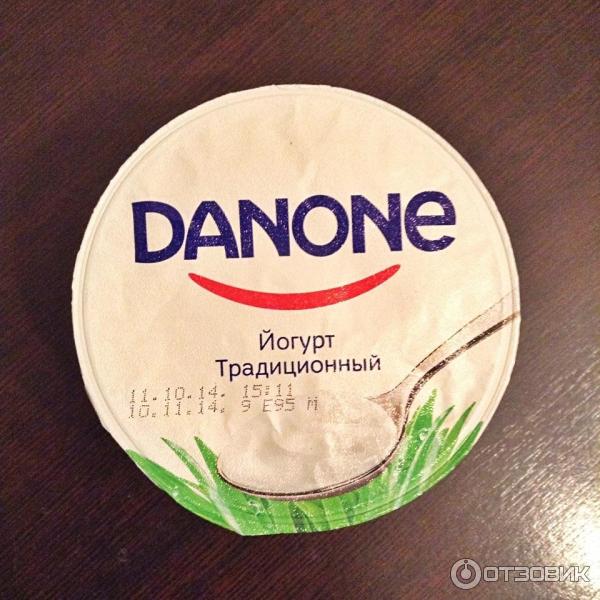 DANONE
Йогурт
Традиционный
11.10.14. 15:11
10.11.14. 9 E95 M
ОТЗОВИК